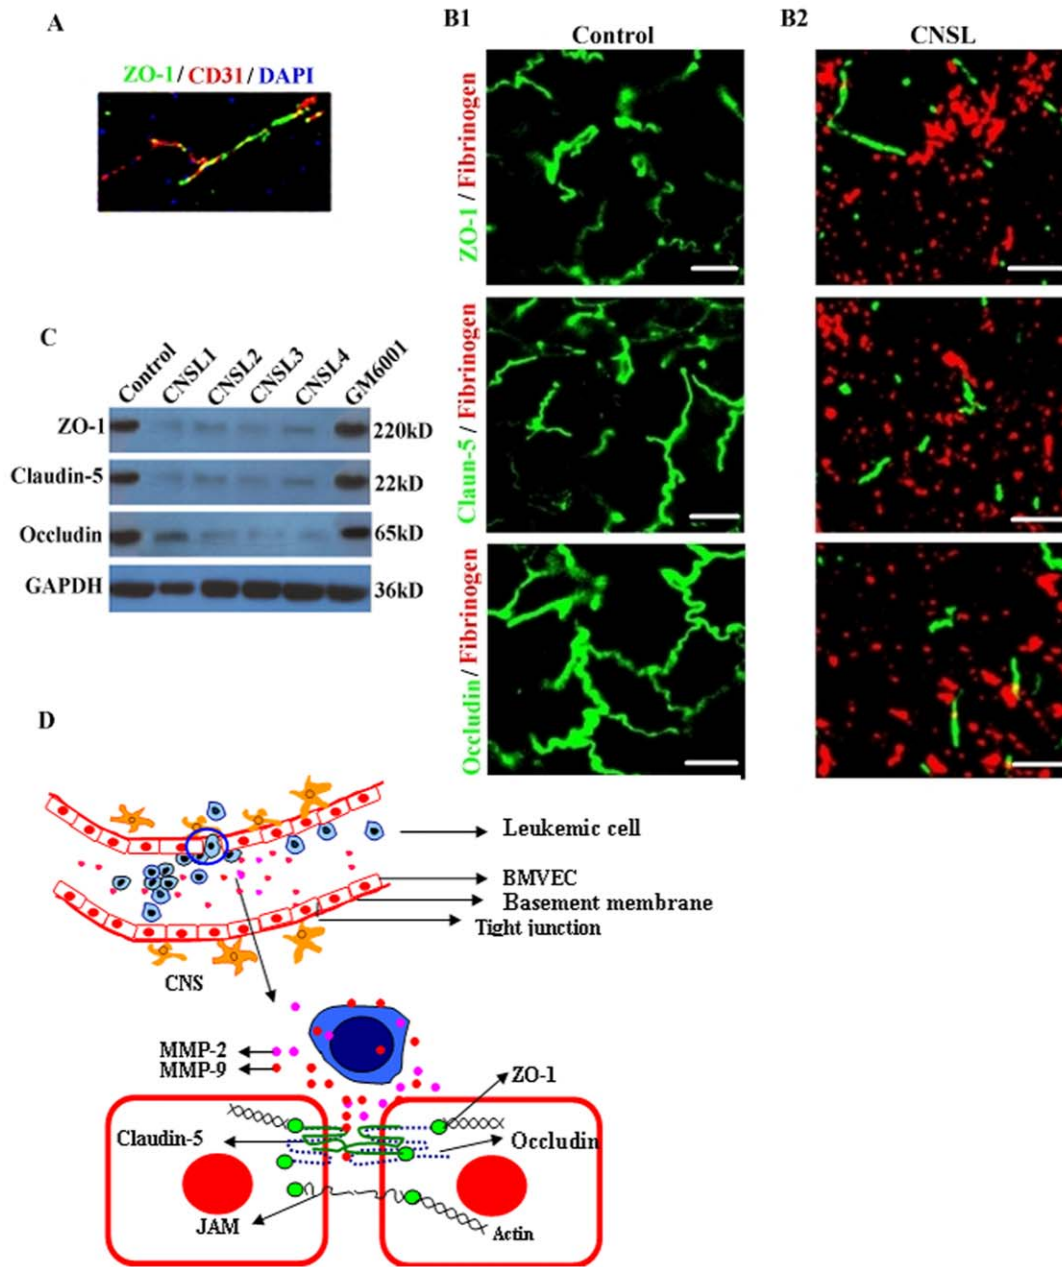 A
ZO-1/CD31/DAPI
B1
Control
B2
CNSL
ZO-1/Fibrinogen
Claun-5/Fibrinogen
Occludin/Fibrinogen
C
Control
CNSL1
CNSL2
CNSL3
CNSL4
GM6001
ZO-1
220kD
Claudin-5
22kD
Occludin
65kD
GAPDH
36kD
D
Leukemic cell
BMVEC
Basement membrane
Tight junction
CNS
MMP-2
MMP-9
ZO-1
Claudin-5
Occludin
JAM
Actin